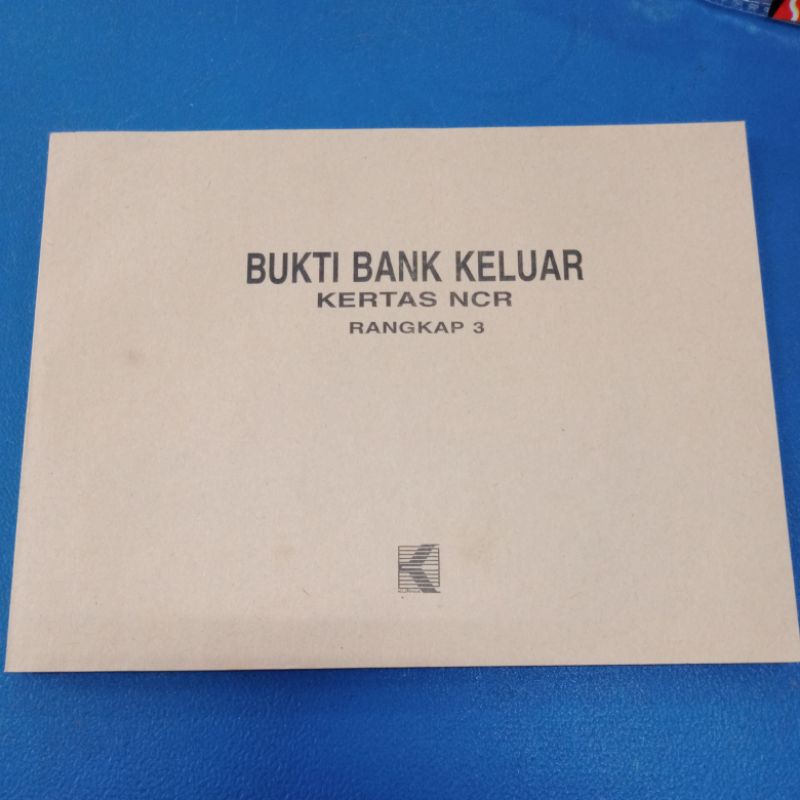 BUKTI BANK KELUAR
KERTAS NCR
RANGKAP 3